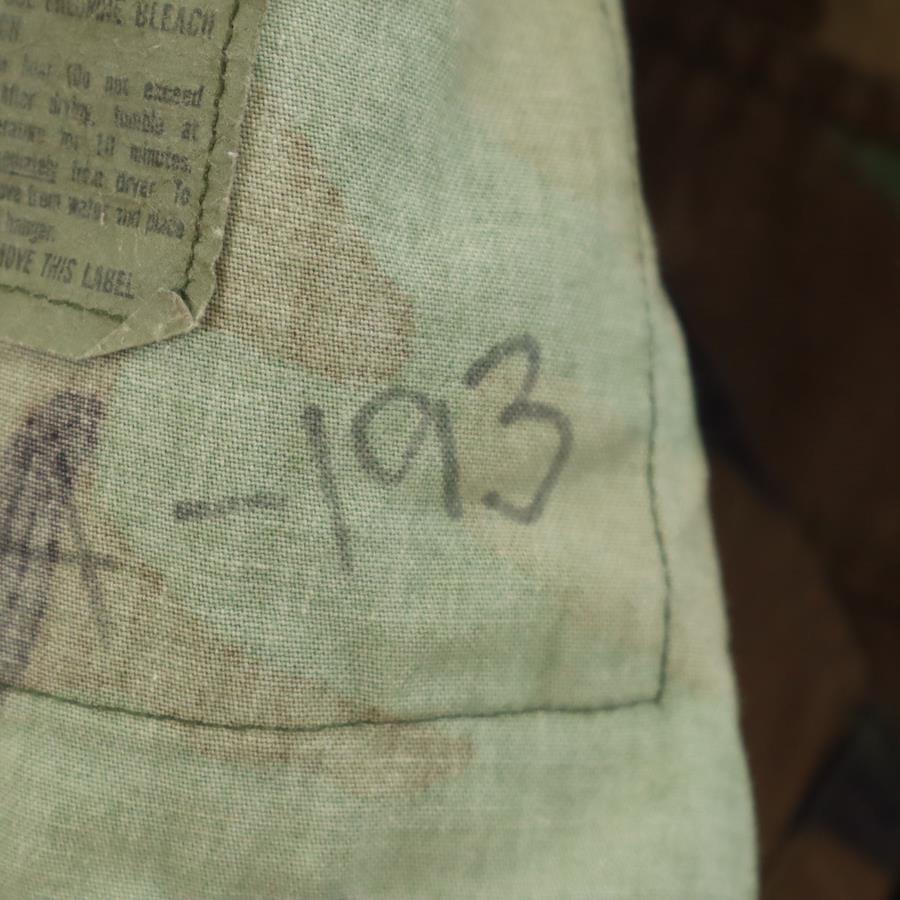 CHLORINE BLEACH
heat (Do not exceed
After drying, tumble at
for 10 minutes.
from dryer. To
from water and place
hanger.
THIS LABEL
A -193